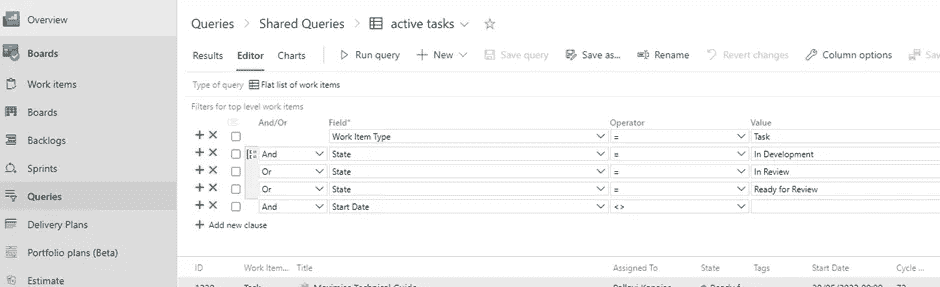 Overview
Boards
Work items
Boards
Backlogs
Sprints
Queries
Delivery Plans
Portfolio plans (Beta)
Estimate
Queries > Shared Queries > active tasks
Results Editor Charts Run query New Save query Save as... Rename Revert changes Column options
Type of query Flat list of work items
Filters for top level work items
And/Or Field* Operator Value
Work Item Type = Task
And State = In Development
Or State = In Review
Or State = Ready for Review
And Start Date <>
Add new clause
ID Work Item... Title Assigned To State Tags Start Date Cycle ...
Task Technical Guide